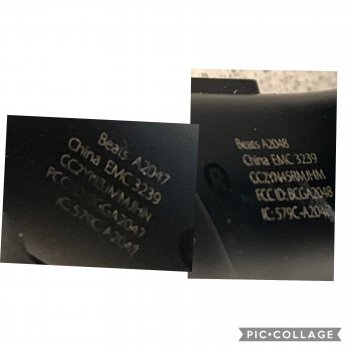 Beats A2047
China EMC 3239
FCC ID: BCGA2047
IC: 579C-A2047
Beats A2048
China EMC 3239
CC2YN45RMJHM
FCC ID: BCGA2048
IC: 579C-A2048
PIC•COLLAGE